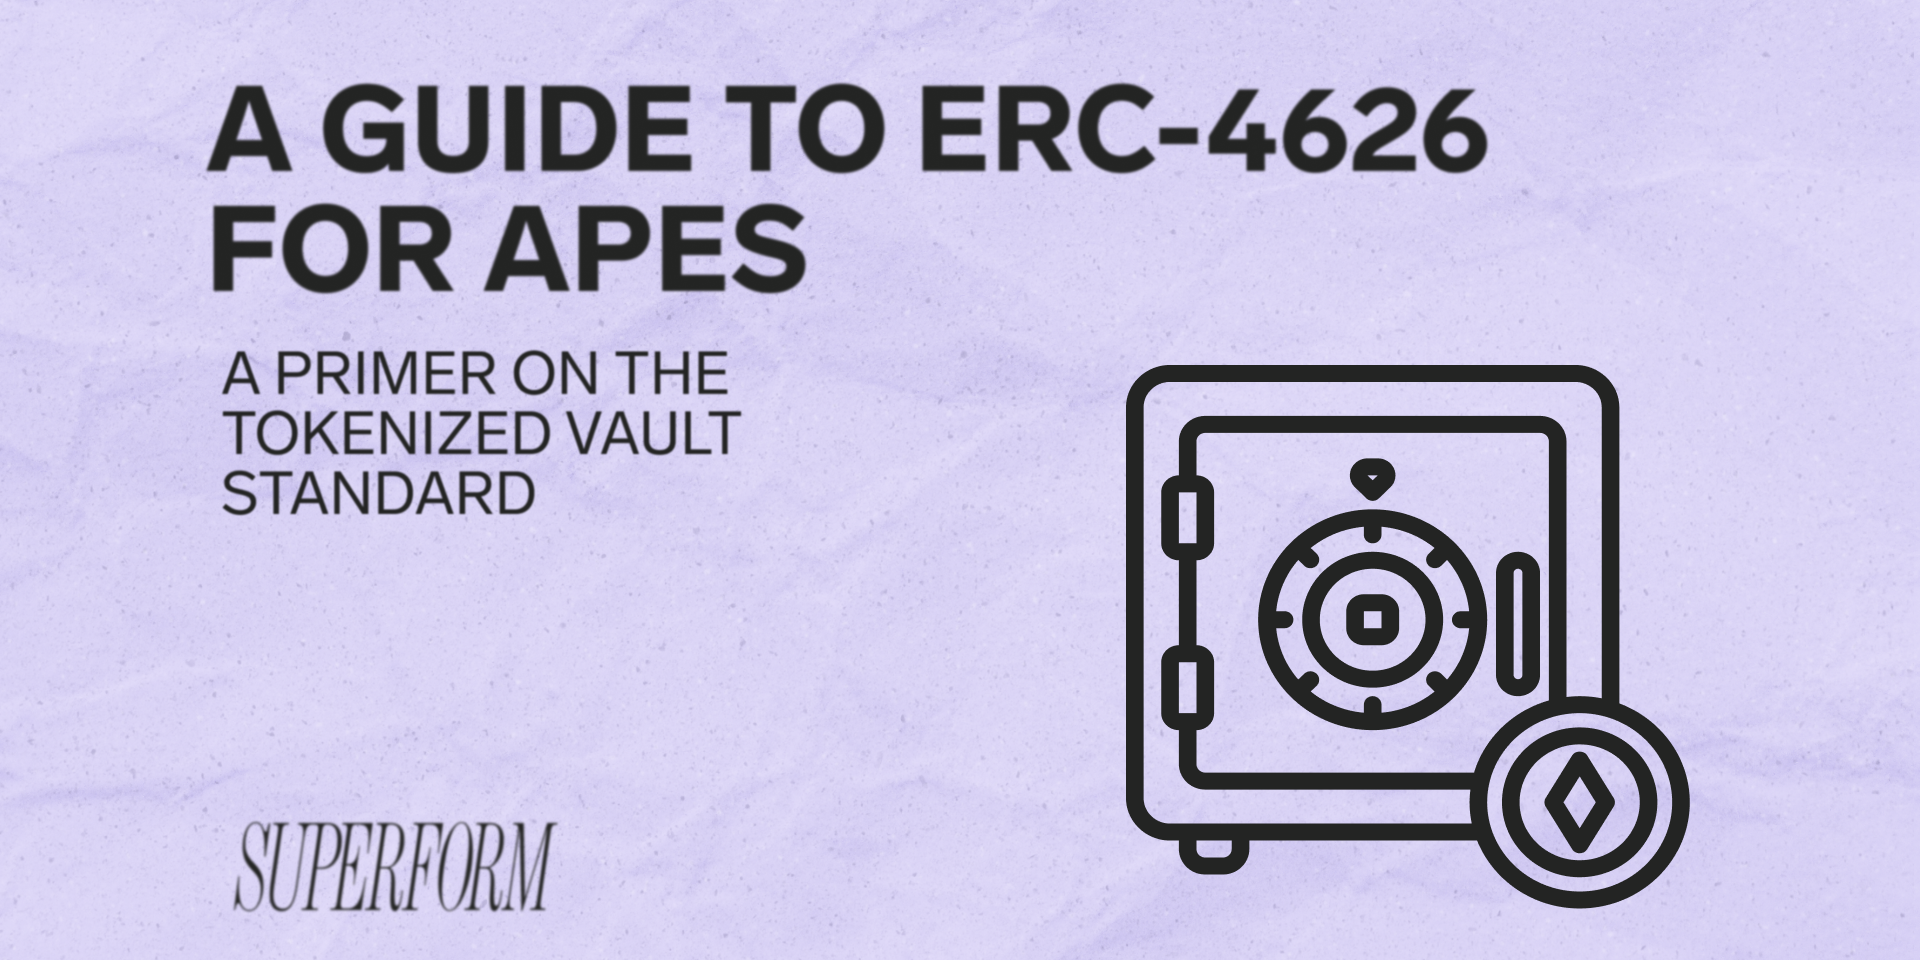 A GUIDE TO ERC-4626
FOR APES
A PRIMER ON THE
TOKENIZED VAULT
STANDARD
SUPERFORM